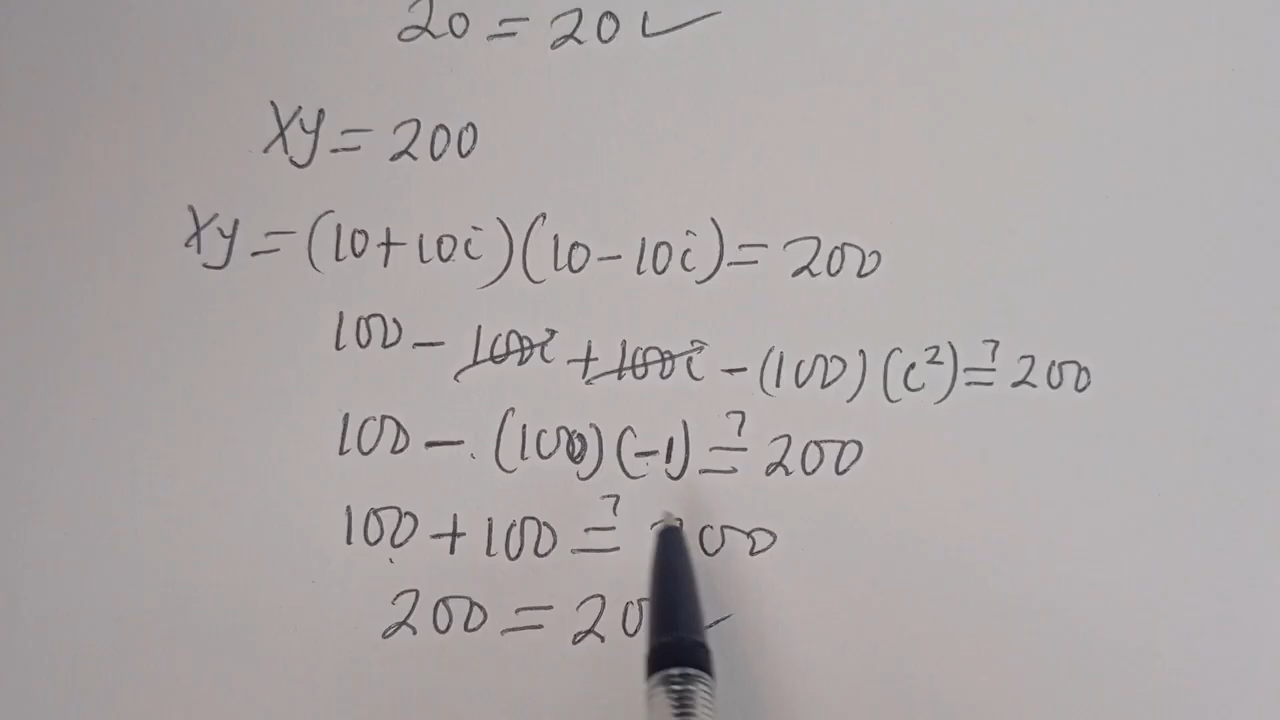 20 = 20 ✓
xy = 200
xy = (10+10i)(10-10i) = 200
100 - 100i + 100i - (100)(i²) ≟ 200
100 - (100)(-1) ≟ 200
100 + 100 ≟ 200
200 = 20 ✓